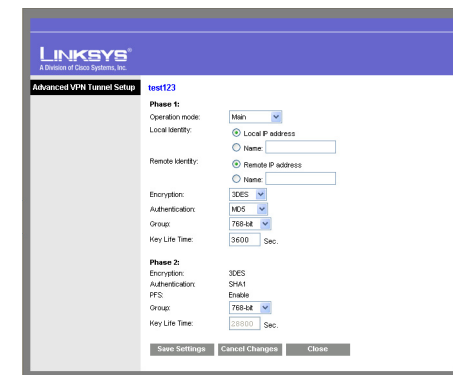 LINKSYS®
A Division of Cisco Systems, Inc.
Advanced VPN Tunnel Setup
test123
Phase 1:
Operation mode: Main
Local Identity: Local IP address
Name:
Remote Identity: Remote IP address
Name:
Encryption: 3DES
Authentication: MD5
Group: 768-bit
Key Life Time: 3600 Sec.
Phase 2:
Encryption: 3DES
Authentication: SHA1
PFS: Enable
Group: 768-bit
Key Life Time: 28800 Sec.
Save Settings Cancel Changes Close